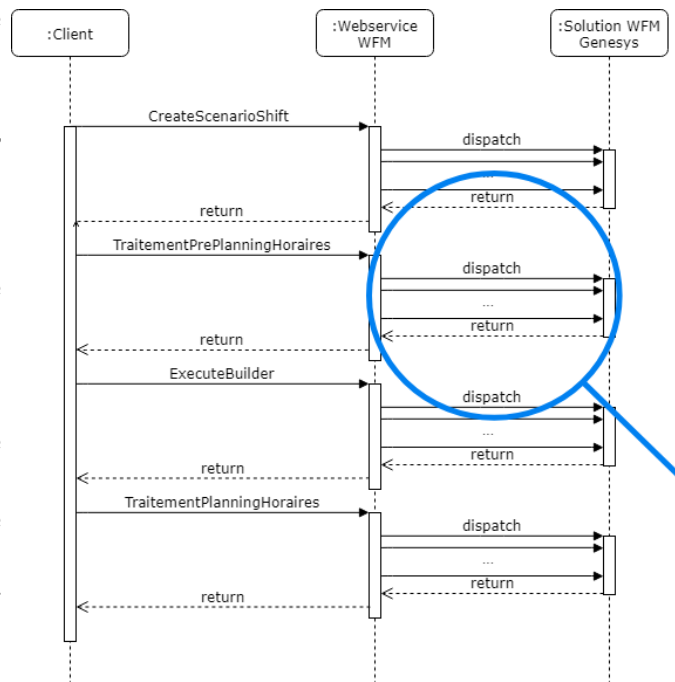 :Client
:Webservice
WFM
:Solution WFM
Genesys
CreateScenarioShift
dispatch
...
return
return
TraitementPrePlanningHoraires
dispatch
...
return
return
ExecuteBuilder
dispatch
...
return
return
TraitementPlanningHoraires
dispatch
...
return
return